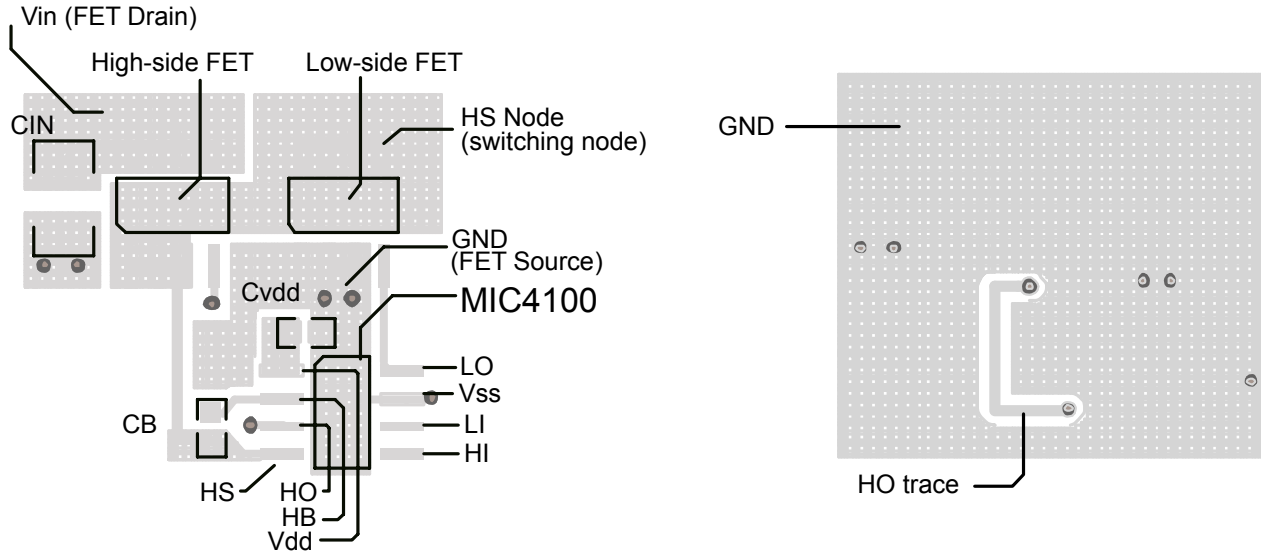 Vin (FET Drain)
High-side FET
Low-side FET
CIN
HS Node
(switching node)
GND
(FET Source)
Cvdd
MIC4100
LO
Vss
LI
HI
CB
HS
HO
HB
Vdd
GND
HO trace